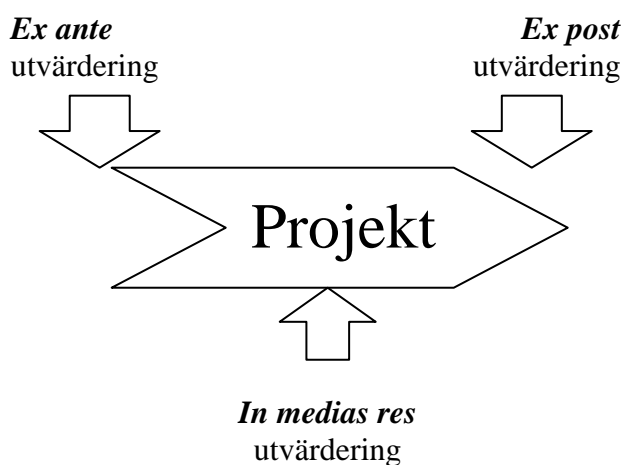 Ex ante
utvärdering
Ex post
utvärdering
Projekt
In medias res
utvärdering